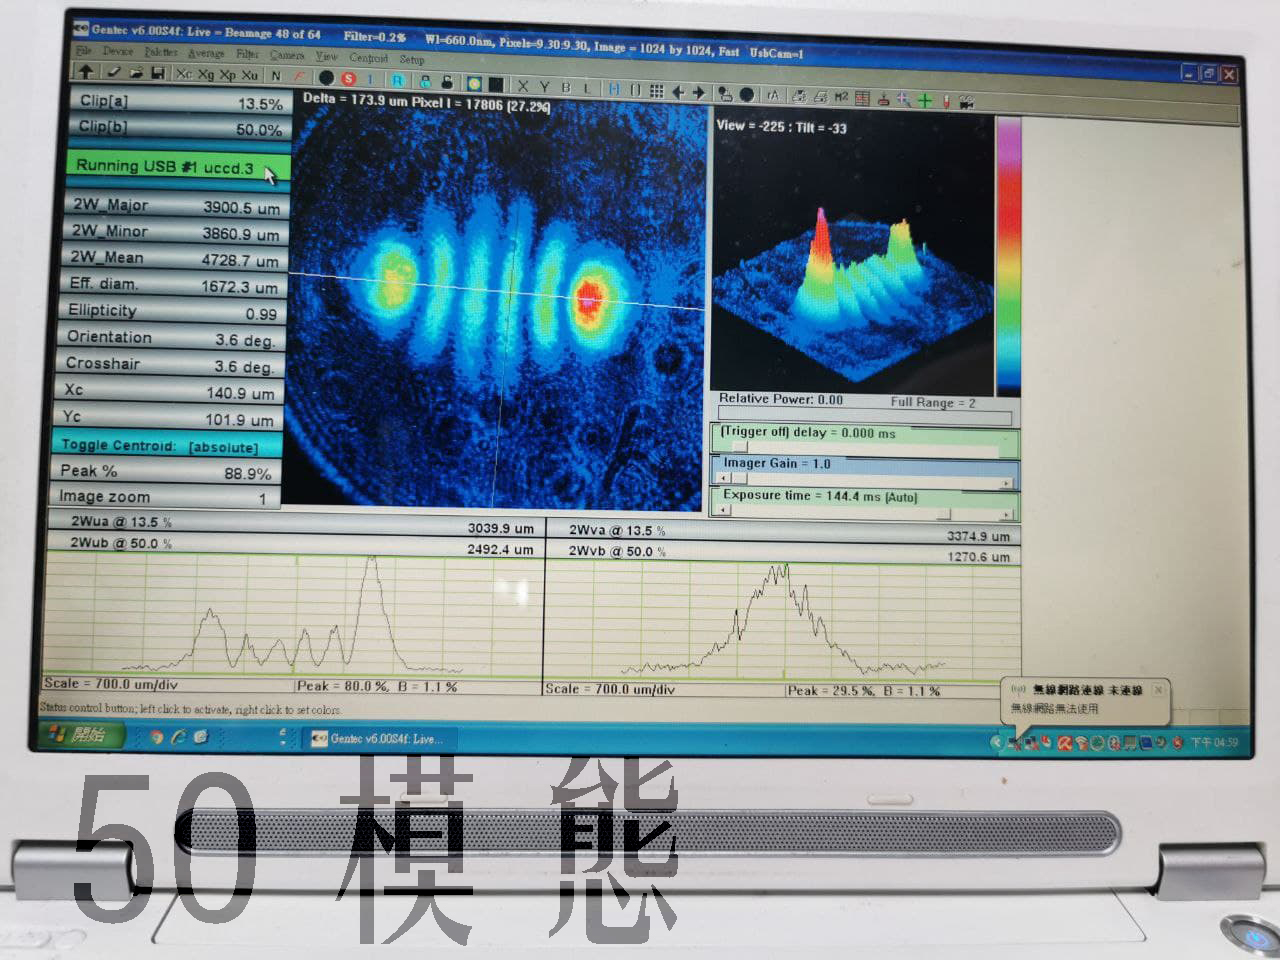 Gentec v6.00S4f: Live = Beamage 48 of 64 Filter=0.2% Wl=660.0nm, Pixels=9.30:9.30, Image = 1024 by 1024, Fast UsbCam=1
File Device Palettes Average Filter Camera View Centroid Setup
Xc Xg Xp Xu N F S 1 R X Y B L rA M2
Clip[a] 13.5%
Clip[b] 50.0%
Running USB #1 uccd.3
2W_Major 3900.5 um
2W_Minor 3860.9 um
2W_Mean 4728.7 um
Eff. diam. 1672.3 um
Ellipticity 0.99
Orientation 3.6 deg.
Crosshair 3.6 deg.
Xc 140.9 um
Yc 101.9 um
Toggle Centroid: [absolute]
Peak % 88.9%
Image zoom 1
Delta = 173.9 um Pixel I = 17806 (27.2%)
View = -225 : Tilt = -33
Relative Power: 0.00 Full Range = 2
(Trigger off) delay = 0.000 ms
Imager Gain = 1.0
Exposure time = 144.4 ms (Auto)
2Wua @ 13.5 % 3039.9 um
2Wub @ 50.0 % 2492.4 um
2Wva @ 13.5 % 3374.9 um
2Wvb @ 50.0 % 1270.6 um
Scale = 700.0 um/div Peak = 80.0 %, B = 1.1 %
Scale = 700.0 um/div Peak = 29.5 %, B = 1.1 %
Status control button; left click to activate, right click to set colors.
無線網路連線 未連線
無線網路無法使用
開始
Gentec v6.00S4f: Live...
下午 04:59
50 模態